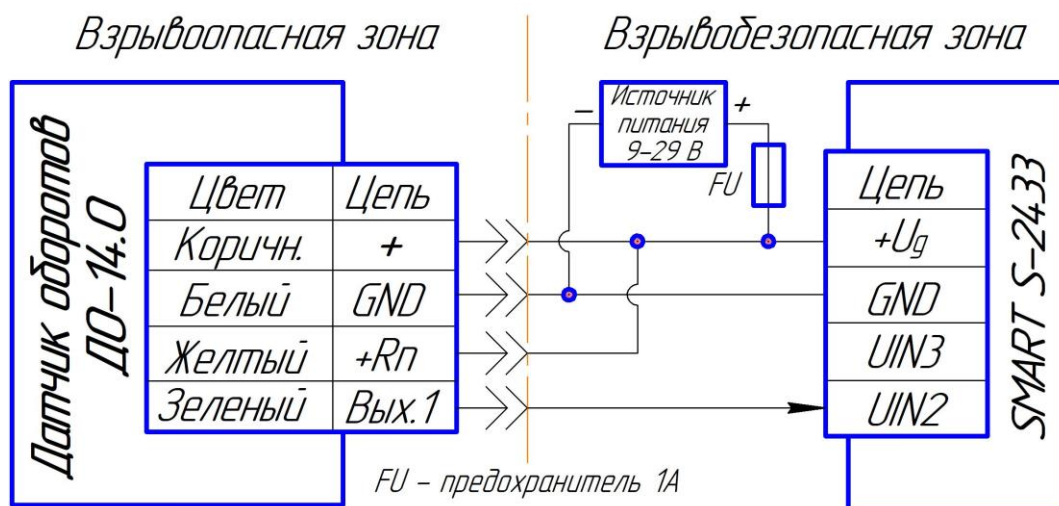 Взрывоопасная зона
Взрывобезопасная зона
Датчик оборотов
ДО-14.0
Цвет Цепь
Коричн. +
Белый GND
Желтый +Rп
Зеленый Вых.1
- Источник +
питания
9-29 В
FU
Цепь
+Ug
GND
UIN3
UIN2
SMART S-2433
FU - предохранитель 1А